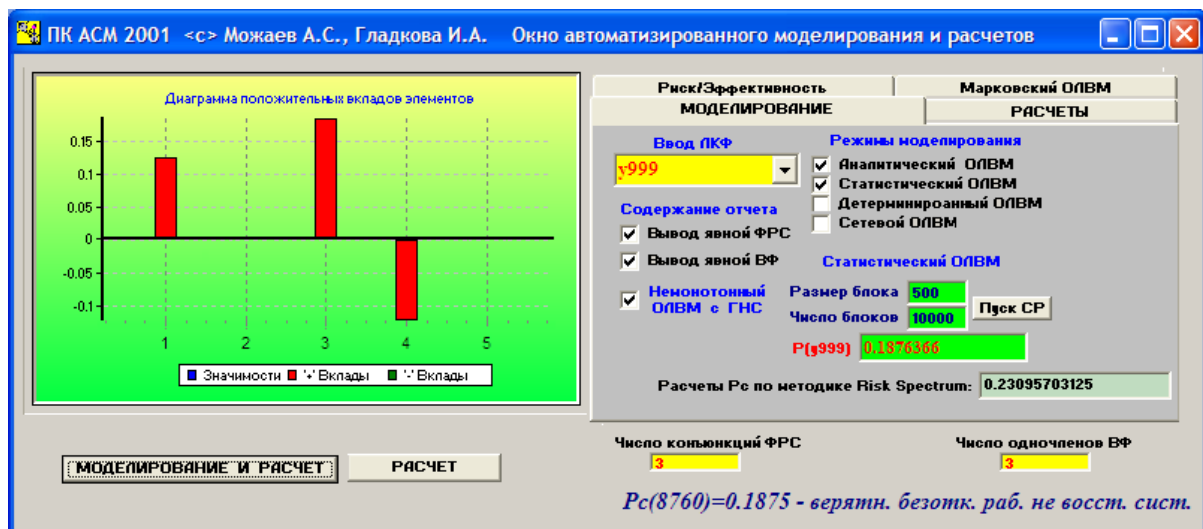 ПК АСМ 2001 <c> Можаев А.С., Гладкова И.А. Окно автоматизированного моделирования и расчетов
Диаграмма положительных вкладов элементов
0.15
0.1
0.05
0
-0.05
-0.1
1 2 3 4 5
Значимости '+' Вклады '-' Вклады
Риск/Эффективность Марковский ОЛВМ
МОДЕЛИРОВАНИЕ РАСЧЕТЫ
Ввод ЛКФ
y999
Режимы моделирования
Аналитический ОЛВМ
Статистический ОЛВМ
Детерминироанный ОЛВМ
Сетевой ОЛВМ
Содержание отчета
Вывод явной ФРС
Вывод явной ВФ
Немонотонный
ОЛВМ с ГНС
Статистический ОЛВМ
Размер блока 500
Число блоков 10000
Пуск СР
P(y999) 0.1876366
Расчеты Рс по методике Risk Spectrum: 0.23095703125
МОДЕЛИРОВАНИЕ И РАСЧЕТ РАСЧЕТ
Число конъюнкций ФРС Число одночленов ВФ
3 3
Pc(8760)=0.1875 - верятн. безотк. раб. не восст. сист.